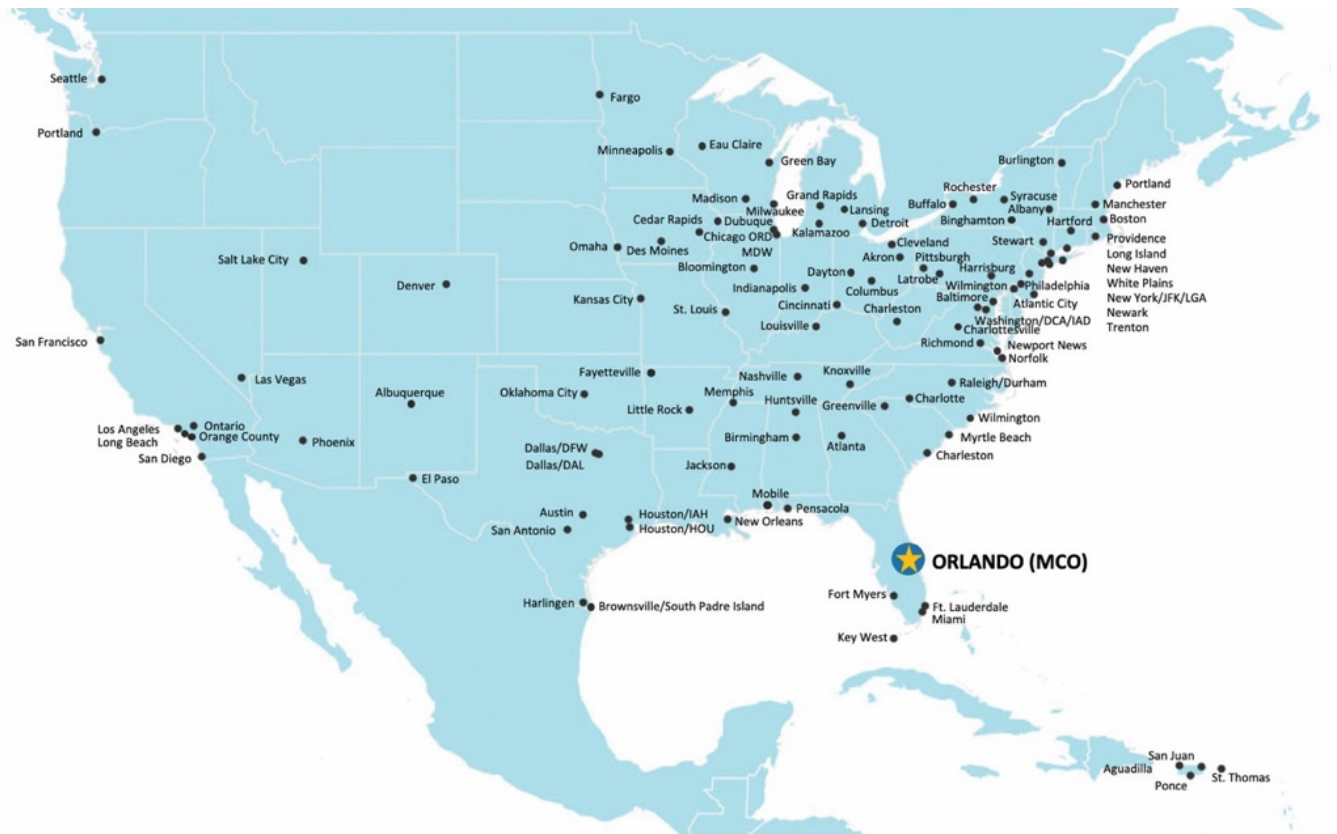 Seattle
Fargo
Portland
Eau Claire
Minneapolis
Green Bay
Burlington
Portland
Rochester
Syracuse
Madison
Grand Rapids
Buffalo
Albany
Manchester
Milwaukee
Lansing
Cedar Rapids
Dubuque
Binghamton
Hartford
Boston
Chicago ORD
Kalamazoo
Detroit
Omaha
Des Moines
MDW
Cleveland
Stewart
Providence
Salt Lake City
Akron
Pittsburgh
Long Island
Bloomington
Dayton
Latrobe
Harrisburg
New Haven
Denver
Indianapolis
Columbus
Wilmington
Philadelphia
White Plains
Kansas City
St. Louis
Cincinnati
Charleston
Baltimore
Atlantic City
New York/JFK/LGA
Newark
Washington/DCA/IAD
Trenton
Louisville
Charlottesville
San Francisco
Richmond
Newport News
Norfolk
Las Vegas
Fayetteville
Nashville
Knoxville
Raleigh/Durham
Albuquerque
Oklahoma City
Memphis
Huntsville
Greenville
Charlotte
Little Rock
Wilmington
Los Angeles
Ontario
Long Beach
Orange County
Phoenix
Birmingham
Atlanta
Myrtle Beach
San Diego
Dallas/DFW
Dallas/DAL
Jackson
Charleston
El Paso
Mobile
Austin
Houston/IAH
Pensacola
San Antonio
Houston/HOU
New Orleans
ORLANDO (MCO)
Fort Myers
Harlingen
Brownsville/South Padre Island
Ft. Lauderdale
Miami
Key West
San Juan
Aguadilla
St. Thomas
Ponce